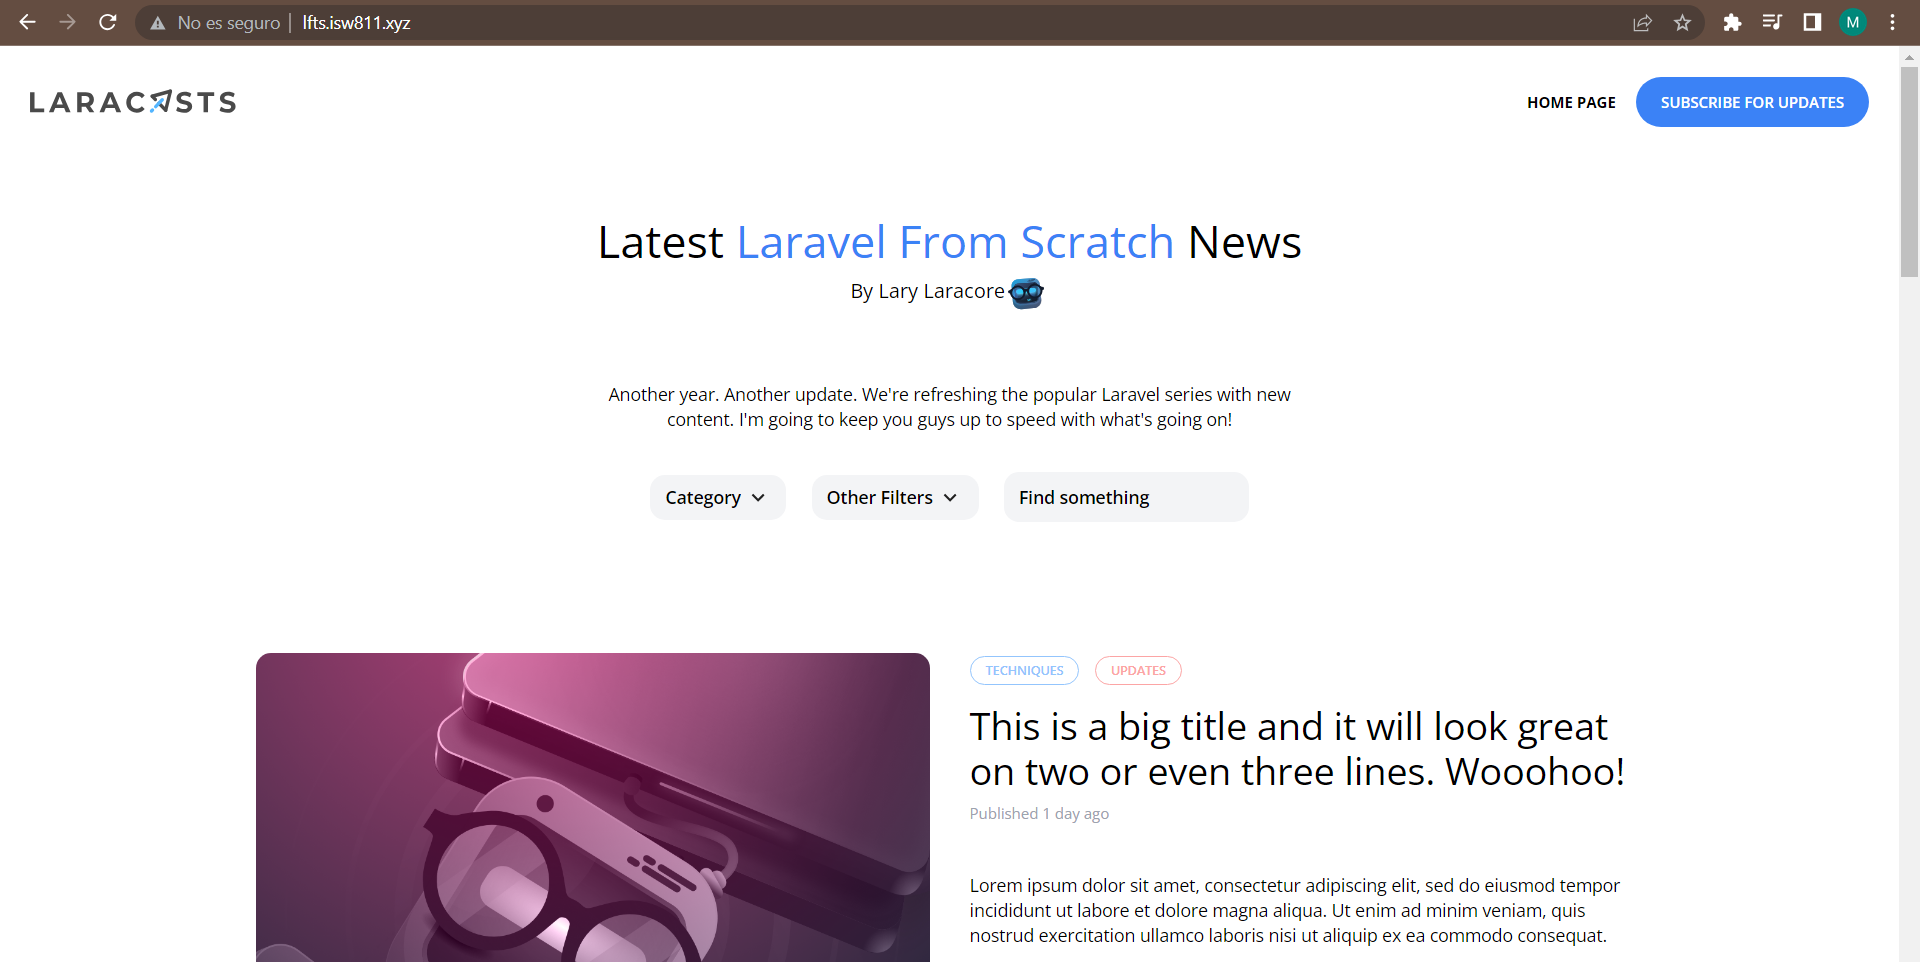 No es seguro | lfts.isw811.xyz
M
LARACASTS
HOME PAGE
SUBSCRIBE FOR UPDATES
Latest Laravel From Scratch News
By Lary Laracore
Another year. Another update. We're refreshing the popular Laravel series with new
content. I'm going to keep you guys up to speed with what's going on!
Category
Other Filters
Find something
TECHNIQUES
UPDATES
This is a big title and it will look great
on two or even three lines. Wooohoo!
Published 1 day ago
Lorem ipsum dolor sit amet, consectetur adipiscing elit, sed do eiusmod tempor
incididunt ut labore et dolore magna aliqua. Ut enim ad minim veniam, quis
nostrud exercitation ullamco laboris nisi ut aliquip ex ea commodo consequat.